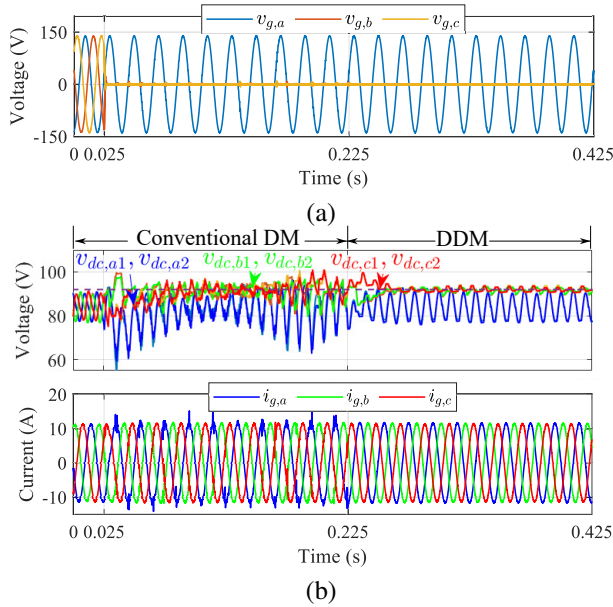 v_{g,a} v_{g,b} v_{g,c}
150
0
-150
Voltage (V)
0 0.025 0.225 0.425
Time (s)
(a)
Conventional DM DDM
v_{dc,a1}, v_{dc,a2} v_{dc,b1}, v_{dc,b2} v_{dc,c1}, v_{dc,c2}
100
80
60
Voltage (V)
i_{g,a} i_{g,b} i_{g,c}
20
10
0
-10
Current (A)
0 0.025 0.225 0.425
Time (s)
(b)